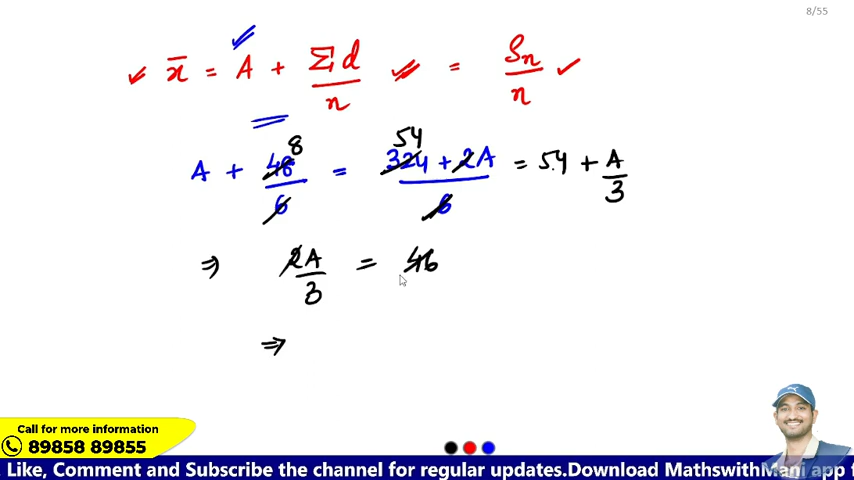 8/55
✓ x̄ = A + Σd/n ✓ = Sn/n ✓
A + 48/6 = (324 + 2A)/6 = 54 + A/3
8 54
⇒ 2A/3 = 46
⇒
Call for more information
89858 89855
. Like, Comment and Subscribe the channel for regular updates.Download MathswithMani app f